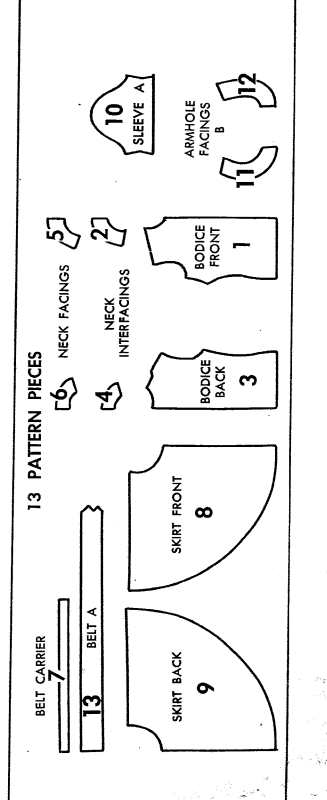 13 PATTERN PIECES
BELT CARRIER
7
13
BELT A
SKIRT BACK
9
SKIRT FRONT
8
6
NECK FACINGS
5
4
NECK
INTERFACINGS
2
BODICE
BACK
3
BODICE
FRONT
1
10
SLEEVE A
ARMHOLE
FACINGS
B
11
12